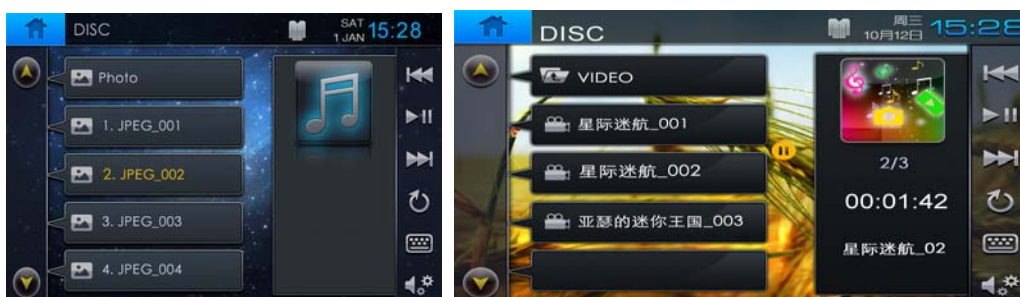 DISC
SAT
1 JAN
15:28
Photo
1. JPEG_001
2. JPEG_002
3. JPEG_003
4. JPEG_004
DISC
周三
10月12日
15:28
VIDEO
星际迷航_001
星际迷航_002
亚瑟的迷你王国_003
2/3
00:01:42
星际迷航_02